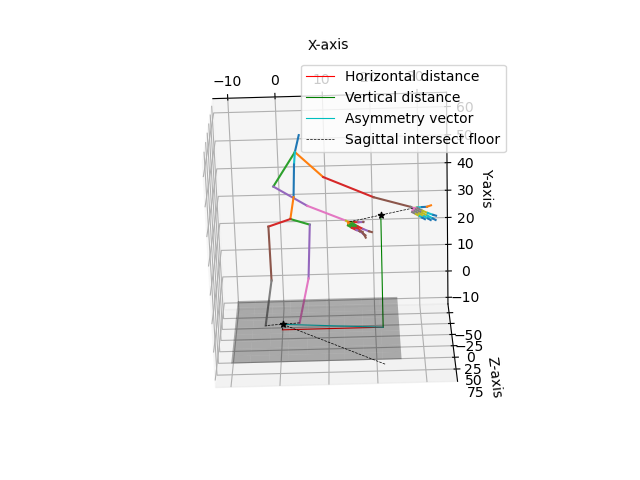 X-axis
−10 0 10
Horizontal distance
Vertical distance
Asymmetry vector
Sagittal intersect floor
60
40
30
20
10
0
−10
Y-axis
−50
−25
0
25
50
75
Z-axis